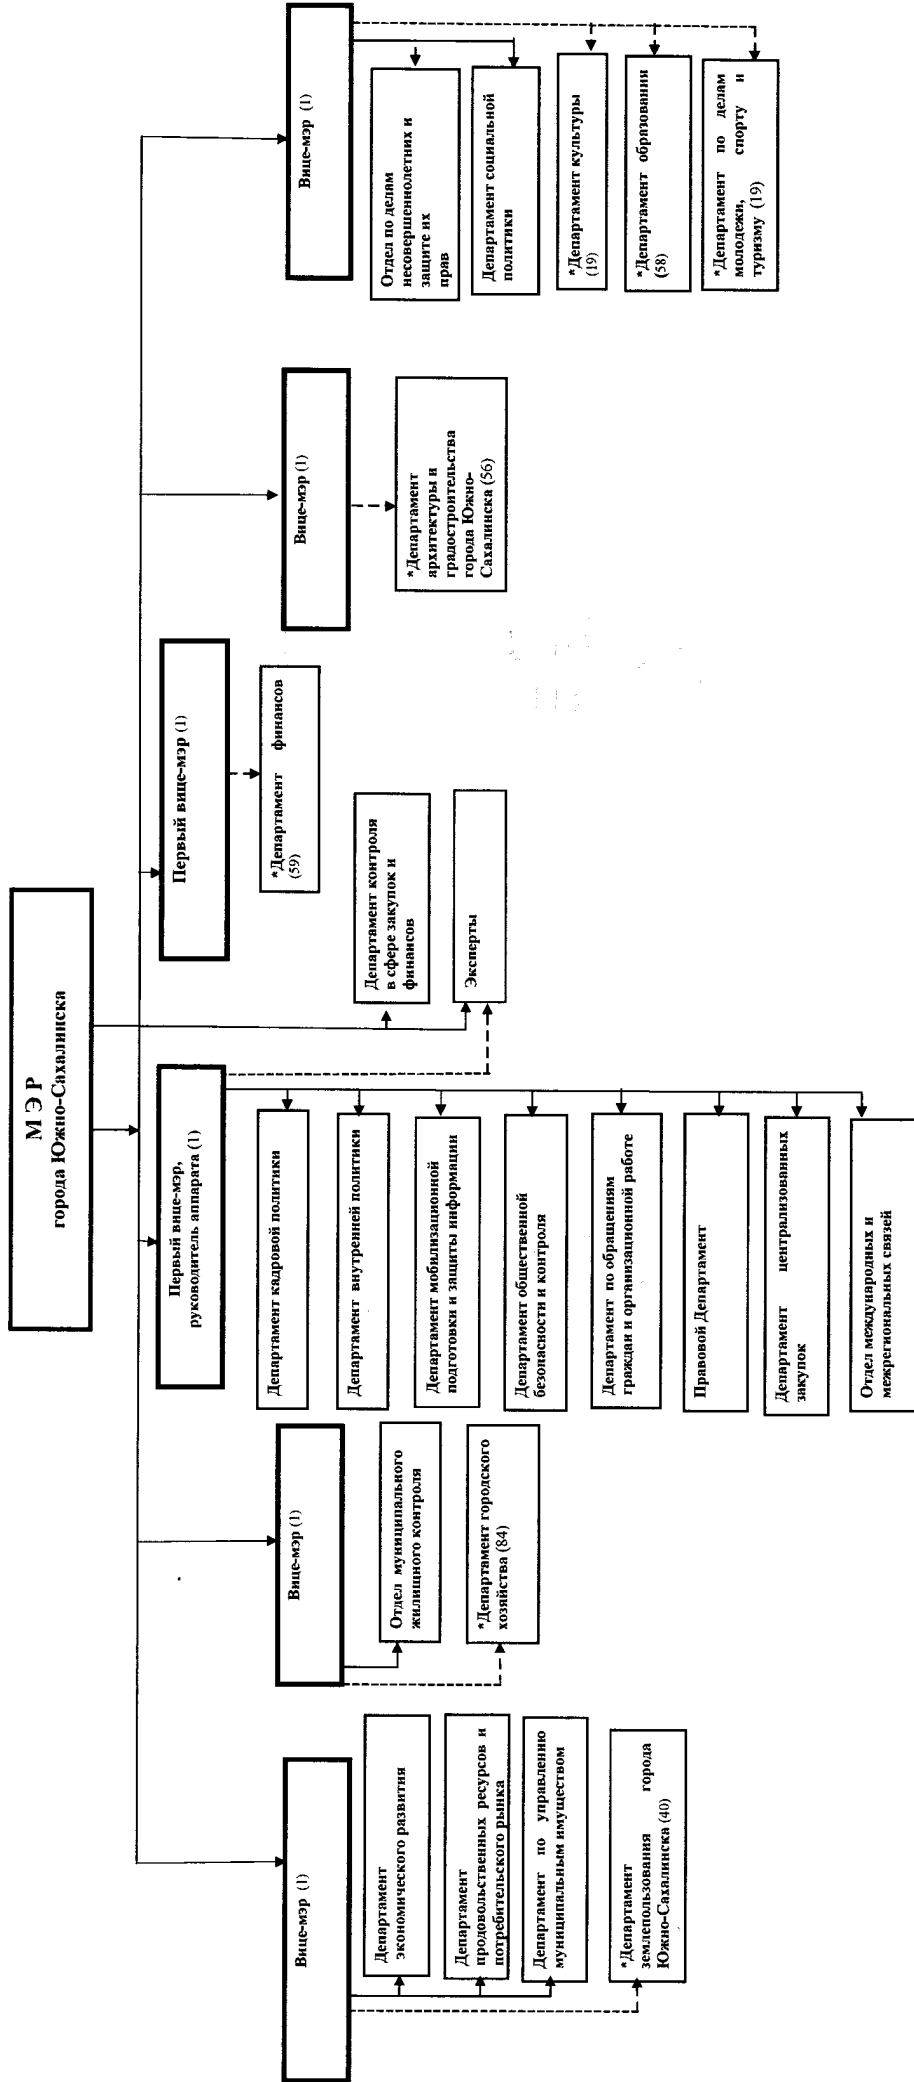 М Э Р
города Южно-Сахалинска
Вице-мэр (1)
Департамент
экономического развития
Департамент
продовольственных ресурсов и
потребительского рынка
Департамент по управлению
муниципальным имуществом
*Департамент
землепользования города
Южно-Сахалинска (40)
Вице-мэр (1)
Отдел муниципального
жилищного контроля
*Департамент городского
хозяйства (84)
Первый вице-мэр,
руководитель аппарата (1)
Департамент кадровой политики
Департамент внутренней политики
Департамент мобилизационной
подготовки и защиты информации
Департамент общественной
безопасности и контроля
Департамент по обращениям
граждан и организационной работе
Правовой Департамент
Департамент централизованных
закупок
Отдел международных и
межрегиональных связей
Департамент контроля
в сфере закупок и
финансов
Эксперты
Первый вице-мэр (1)
*Департамент финансов
(59)
Вице-мэр (1)
*Департамент
архитектуры и
градостроительства
города Южно-
Сахалинска (56)
Вице-мэр (1)
Отдел по делам
несовершеннолетних и
защите их
прав
Департамент социальной
политики
*Департамент культуры
(19)
*Департамент образования
(58)
*Департамент по делам
молодежи, спорту и
туризму (19)